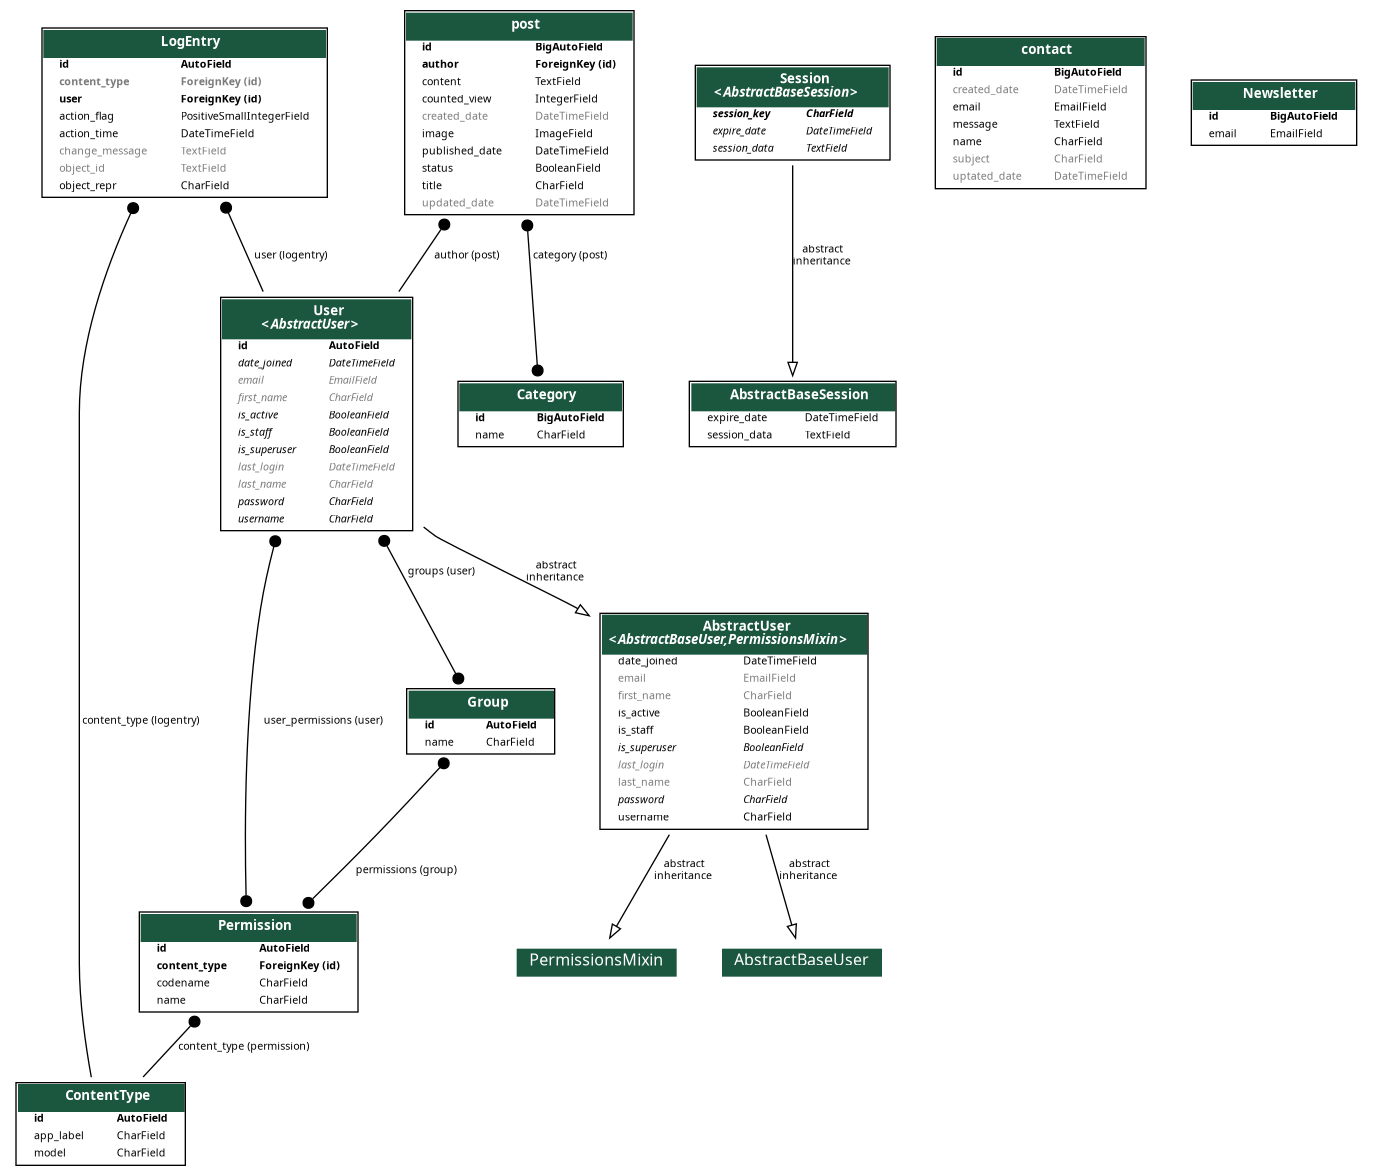 LogEntry
id AutoField
content_type ForeignKey (id)
user ForeignKey (id)
action_flag PositiveSmallIntegerField
action_time DateTimeField
change_message TextField
object_id TextField
object_repr CharField
post
id BigAutoField
author ForeignKey (id)
content TextField
counted_view IntegerField
created_date DateTimeField
image ImageField
published_date DateTimeField
status BooleanField
title CharField
updated_date DateTimeField
Session
<AbstractBaseSession>
session_key CharField
expire_date DateTimeField
session_data TextField
contact
id BigAutoField
created_date DateTimeField
email EmailField
message TextField
name CharField
subject CharField
uptated_date DateTimeField
Newsletter
id BigAutoField
email EmailField
user (logentry)
author (post)
category (post)
abstract
inheritance
User
<AbstractUser>
id AutoField
date_joined DateTimeField
email EmailField
first_name CharField
is_active BooleanField
is_staff BooleanField
is_superuser BooleanField
last_login DateTimeField
last_name CharField
password CharField
username CharField
Category
id BigAutoField
name CharField
AbstractBaseSession
expire_date DateTimeField
session_data TextField
groups (user)
abstract
inheritance
AbstractUser
<AbstractBaseUser,PermissionsMixin>
date_joined DateTimeField
email EmailField
first_name CharField
is_active BooleanField
is_staff BooleanField
is_superuser BooleanField
last_login DateTimeField
last_name CharField
password CharField
username CharField
content_type (logentry)
user_permissions (user)
Group
id AutoField
name CharField
permissions (group)
abstract
inheritance
abstract
inheritance
Permission
id AutoField
content_type ForeignKey (id)
codename CharField
name CharField
PermissionsMixin
AbstractBaseUser
content_type (permission)
ContentType
id AutoField
app_label CharField
model CharField